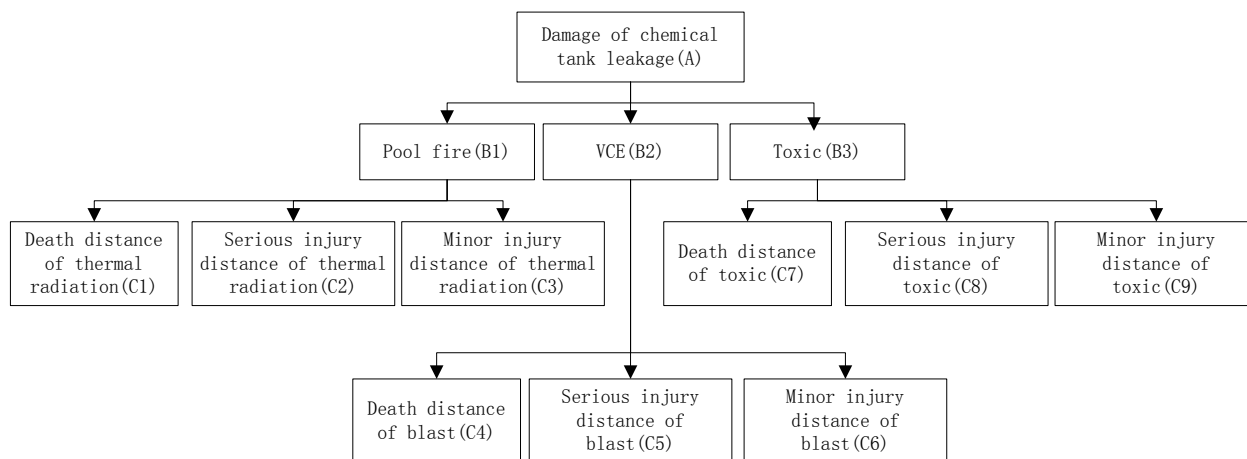 Damage of chemical
tank leakage(A)
Pool fire(B1)
VCE(B2)
Toxic(B3)
Death distance
of thermal
radiation(C1)
Serious injury
distance of thermal
radiation(C2)
Minor injury
distance of thermal
radiation(C3)
Death distance
of toxic(C7)
Serious injury
distance of
toxic(C8)
Minor injury
distance of
toxic(C9)
Death distance
of blast(C4)
Serious injury
distance of
blast(C5)
Minor injury
distance of
blast(C6)